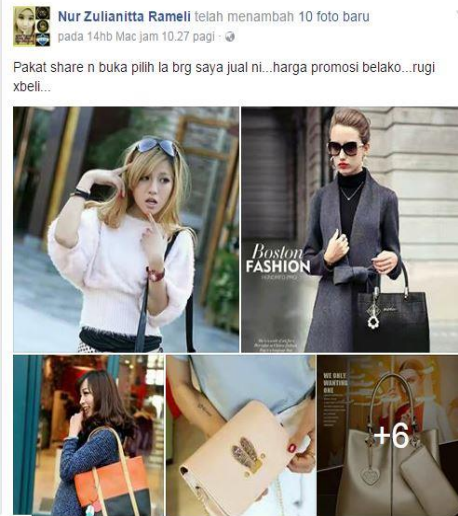 Nur Zulianitta Rameli telah menambah 10 foto baru
pada 14hb Mac jam 10.27 pagi ·
Pakat share n buka pilih la brg saya jual ni...harga promosi belako...rugi
xbeli...
Boston
FASHION
WE ONLY
WANTING
ONE
+6